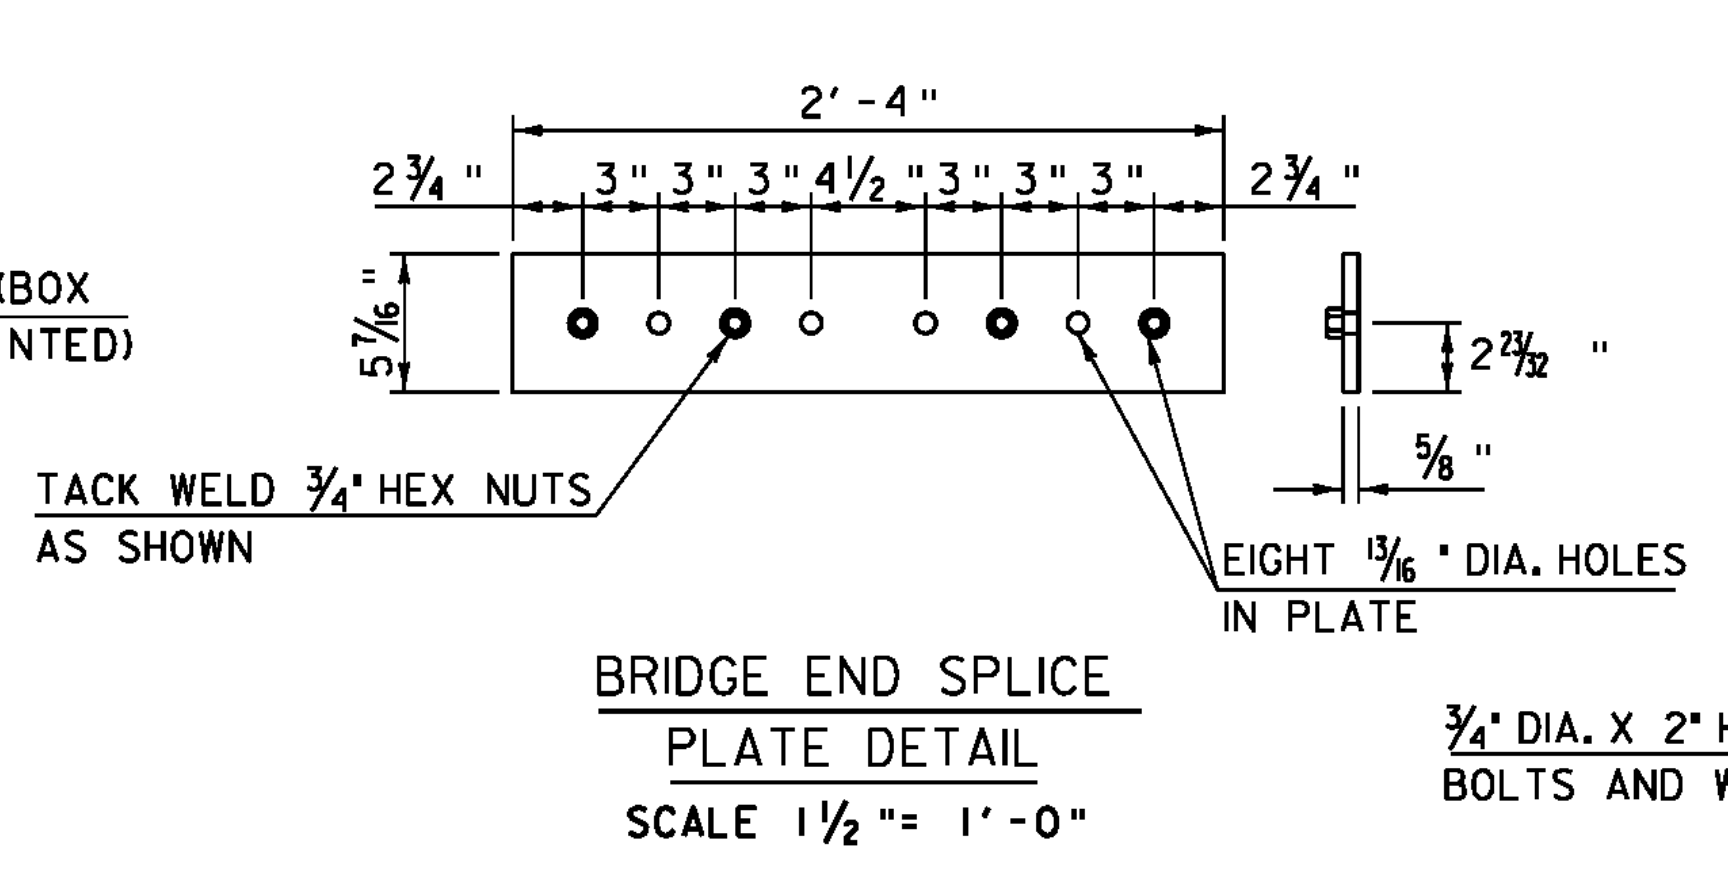 2'-4"
2 3/4" 3" 3" 3" 4 1/2" 3" 3" 3" 2 3/4"
5 7/16"
BOX
NTED)
2 23/32"
5/8"
TACK WELD 3/4" HEX NUTS
AS SHOWN
EIGHT 13/16" DIA. HOLES
IN PLATE
BRIDGE END SPLICE
PLATE DETAIL
SCALE 1 1/2"= 1'-0"
3/4" DIA. X 2" H
BOLTS AND W